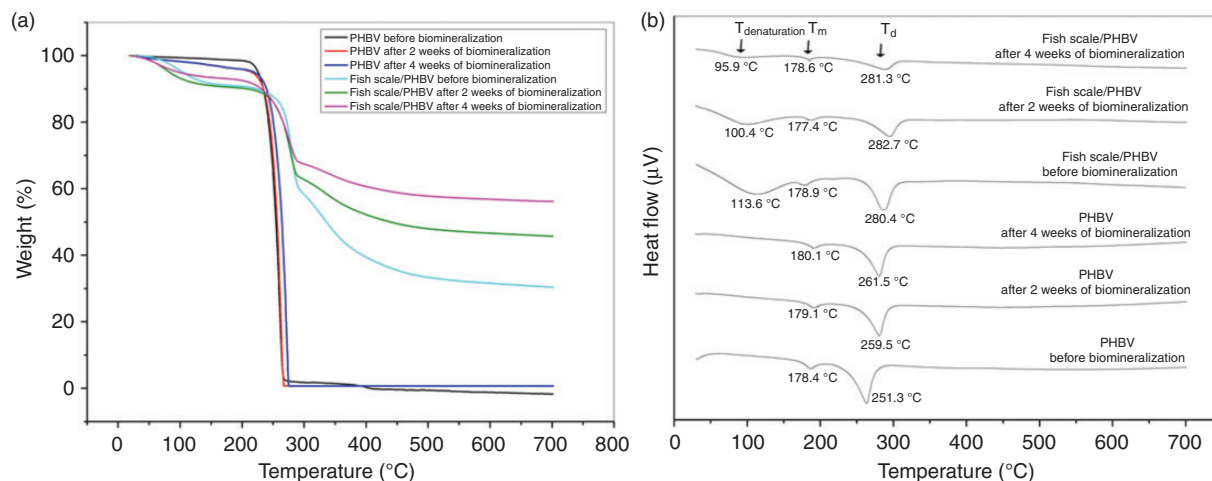 (a)
PHBV before biomineralization
PHBV after 2 weeks of biomineralization
PHBV after 4 weeks of biomineralization
Fish scale/PHBV before biomineralization
Fish scale/PHBV after 2 weeks of biomineralization
Fish scale/PHBV after 4 weeks of biomineralization
Weight (%)
100
80
60
40
20
0
0 100 200 300 400 500 600 700 800
Temperature (°C)
(b)
Tdenaturation Tm Td
Fish scale/PHBV
after 4 weeks of biomineralization
95.9 °C 178.6 °C 281.3 °C
Fish scale/PHBV
after 2 weeks of biomineralization
100.4 °C 177.4 °C 282.7 °C
Fish scale/PHBV
before biomineralization
113.6 °C 178.9 °C 280.4 °C
PHBV
after 4 weeks of biomineralization
180.1 °C 261.5 °C
PHBV
after 2 weeks of biomineralization
179.1 °C 259.5 °C
PHBV
before biomineralization
178.4 °C 251.3 °C
Heat flow (μV)
0 100 200 300 400 500 600 700
Temperature (°C)